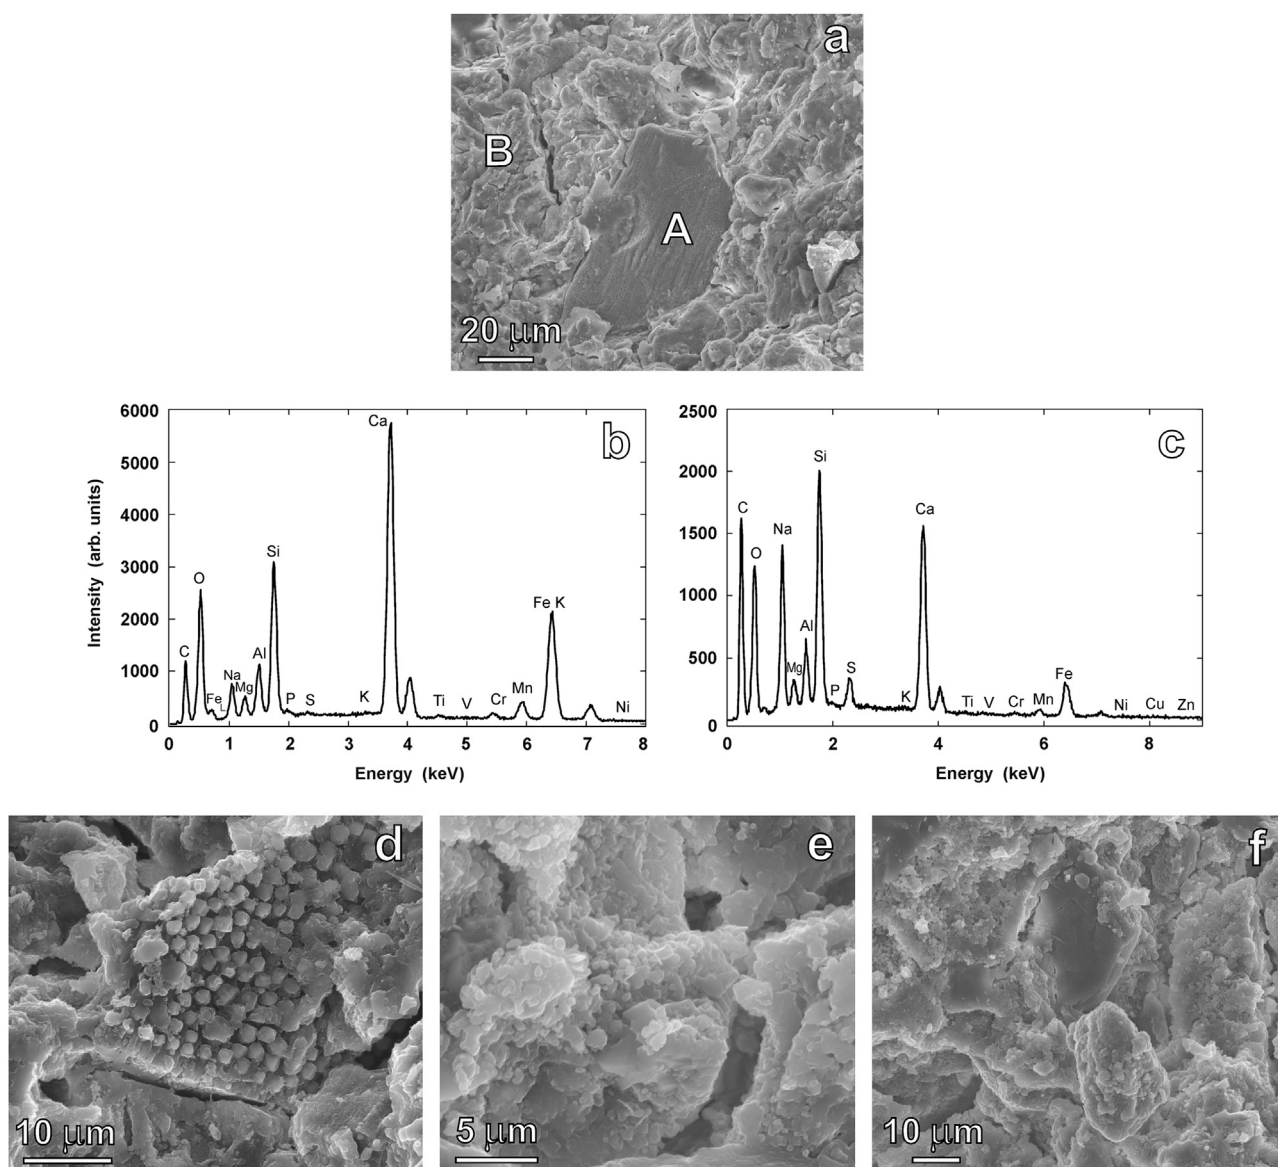 a
B
A
20 μm
6000
5000
4000
3000
2000
1000
0
Intensity (arb. units)
b
Ca
Si
O
Fe K
C
Al
Na
Mg
Fe
L
P
S
K
Ti
V
Cr
Mn
Ni
0 1 2 3 4 5 6 7 8
Energy (keV)
2500
2000
1500
1000
500
0
c
Si
C
Ca
Na
O
Al
Mg
S
Fe
P
K
Ti
V
Cr
Mn
Ni
Cu
Zn
0 2 4 6 8
Energy (keV)
d
10 μm
e
5 μm
f
10 μm